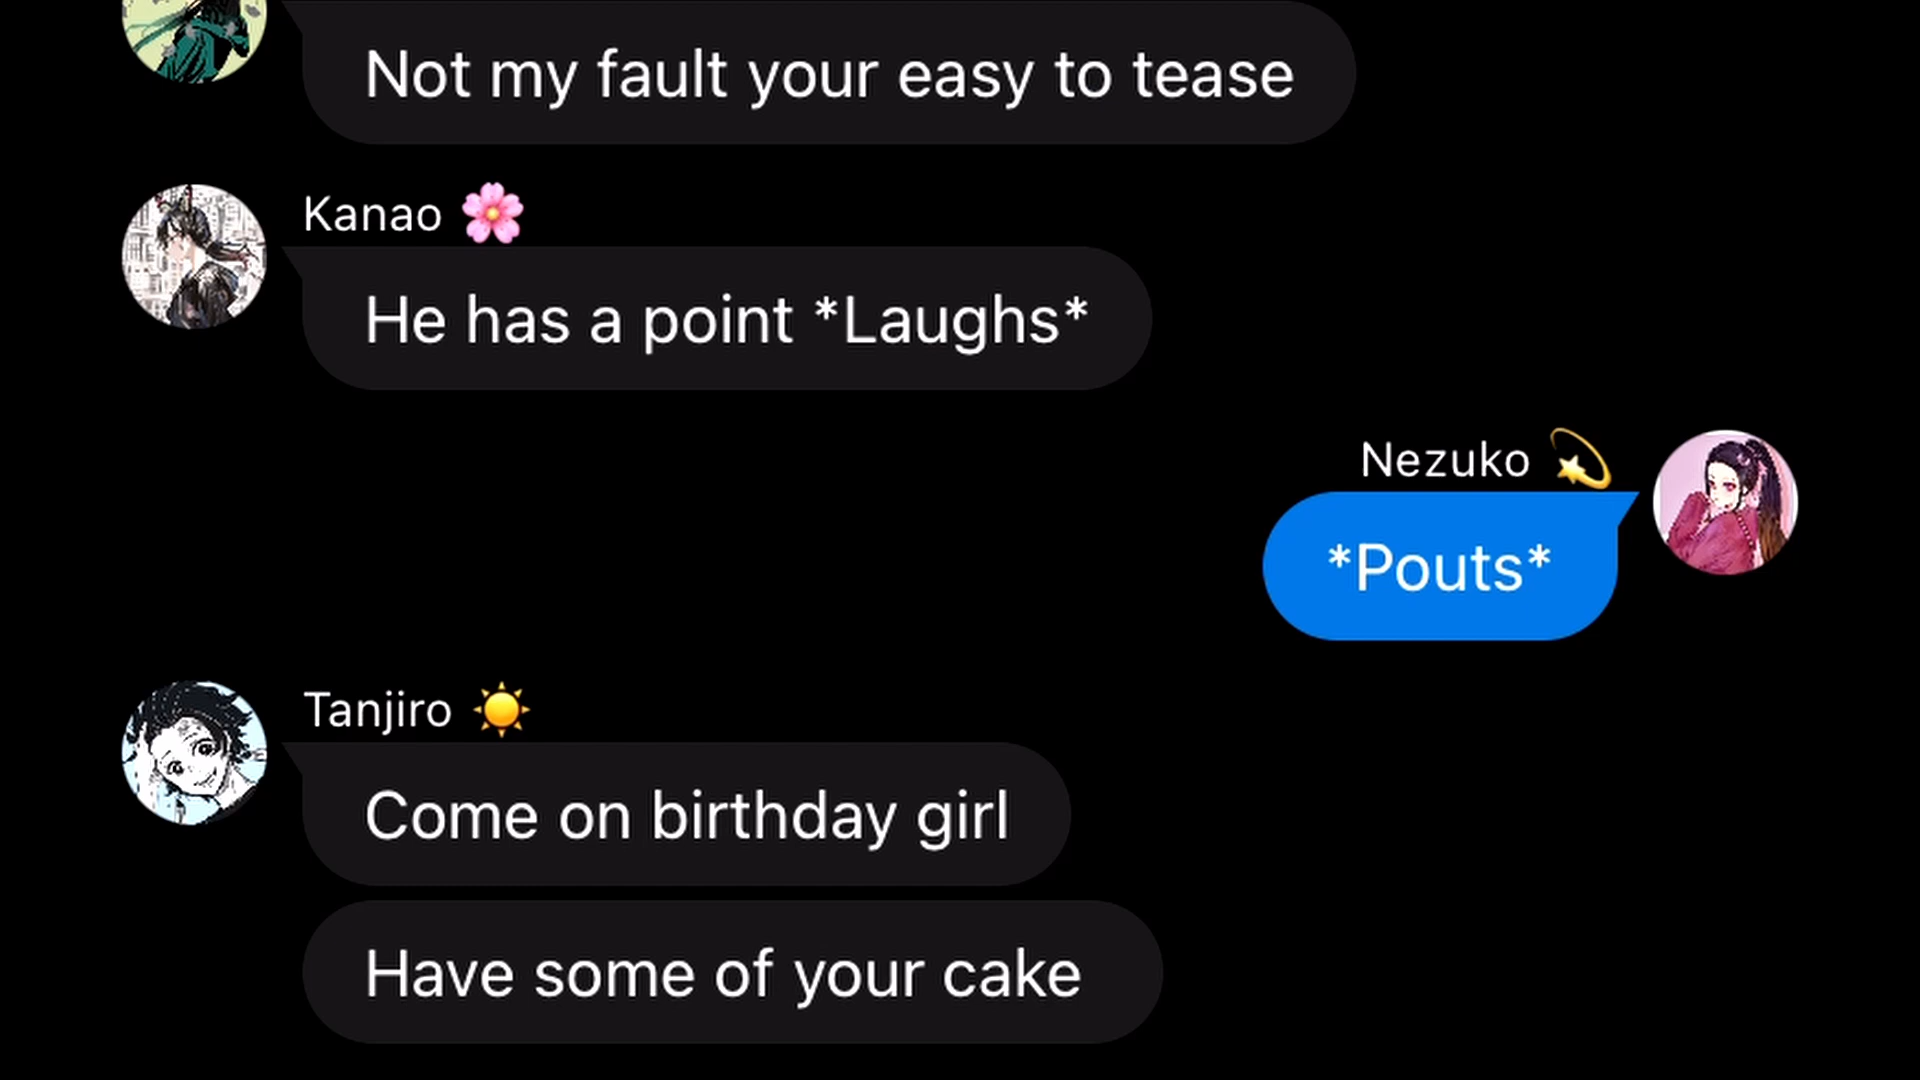 Not my fault your easy to tease
Kanao 🌸
He has a point *Laughs*
Nezuko 💫
*Pouts*
Tanjiro ☀️
Come on birthday girl
Have some of your cake